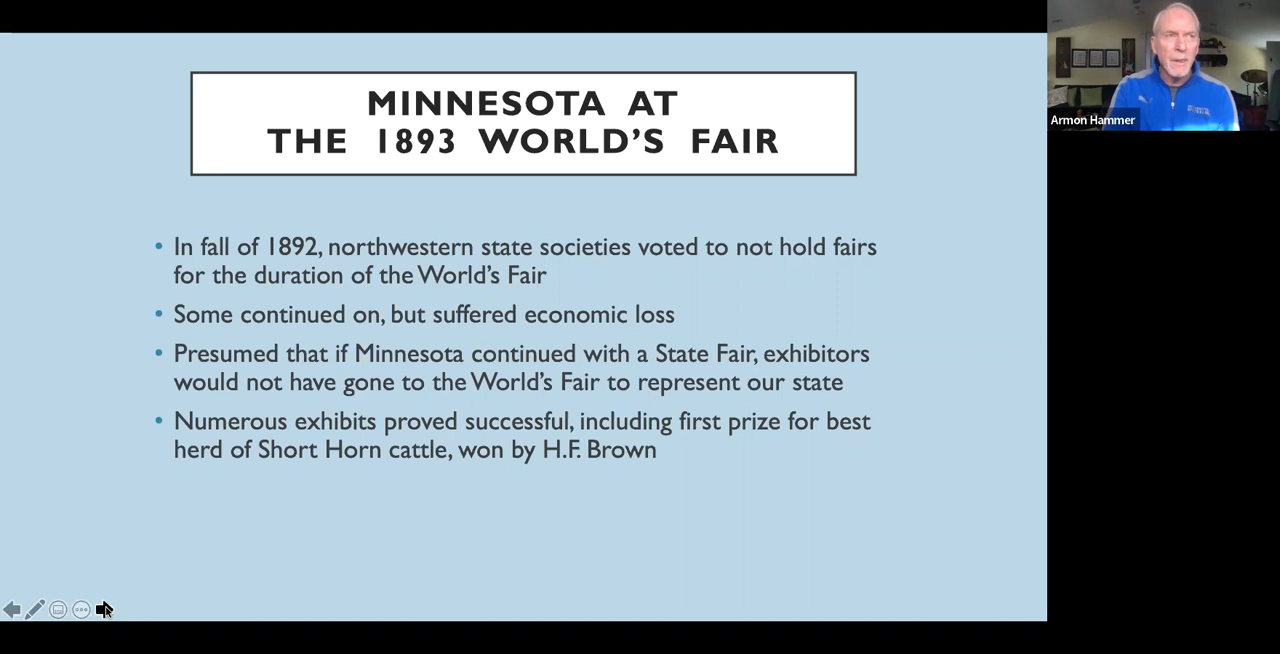 MINNESOTA AT
THE 1893 WORLD'S FAIR
• In fall of 1892, northwestern state societies voted to not hold fairs
for the duration of the World's Fair
• Some continued on, but suffered economic loss
• Presumed that if Minnesota continued with a State Fair, exhibitors
would not have gone to the World's Fair to represent our state
• Numerous exhibits proved successful, including first prize for best
herd of Short Horn cattle, won by H.F. Brown
Armon Hammer